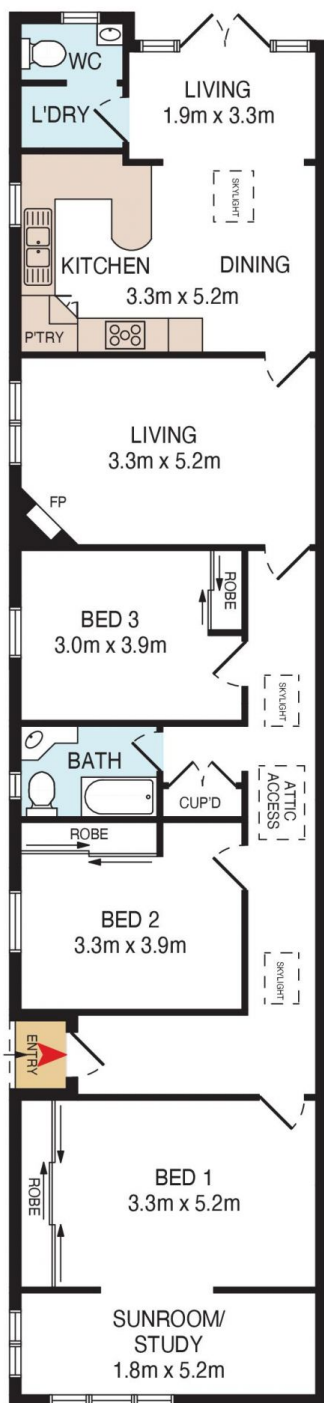 WC
L'DRY
LIVING
1.9m x 3.3m
SKYLIGHT
KITCHEN
DINING
3.3m x 5.2m
P'TRY
LIVING
3.3m x 5.2m
FP
ROBE
BED 3
3.0m x 3.9m
SKYLIGHT
BATH
CUP'D
ATTIC
ACCESS
ROBE
BED 2
3.3m x 3.9m
SKYLIGHT
ENTRY
BED 1
3.3m x 5.2m
ROBE
SUNROOM/
STUDY
1.8m x 5.2m